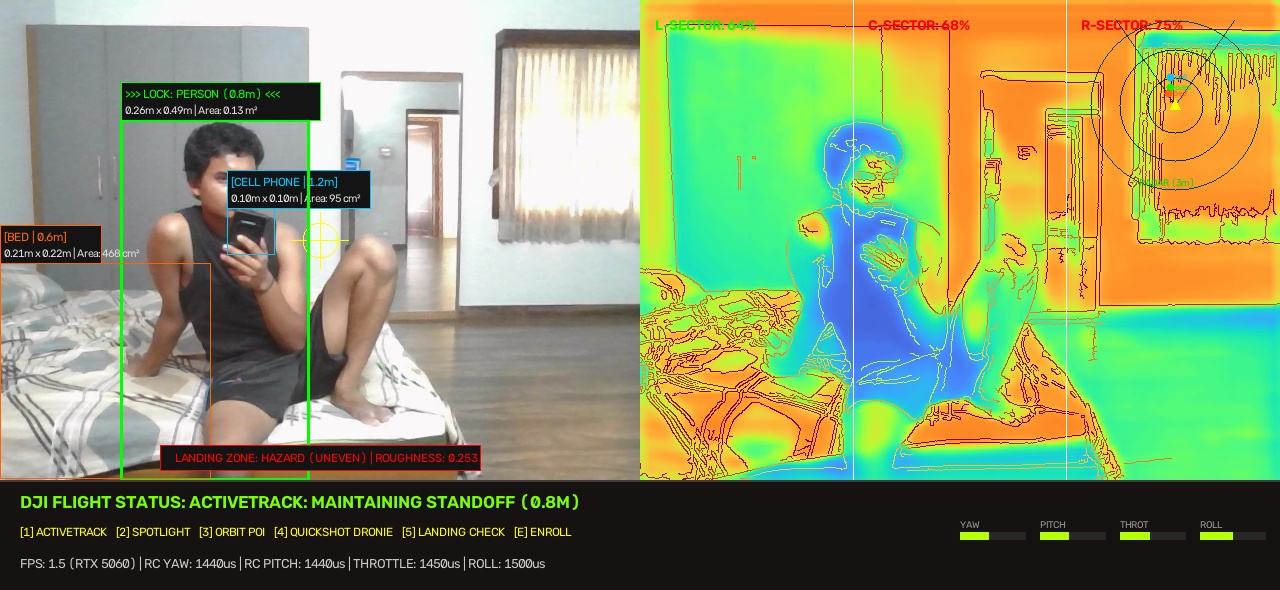 L-SECTOR: 64%
C-SECTOR: 68%
R-SECTOR: 75%
>>> LOCK: PERSON (0.8m) <<<
0.26m x 0.49m | Area: 0.13 m²
[CELL PHONE | 1.2m]
0.10m x 0.10m | Area: 95 cm²
[BED | 0.6m]
0.21m x 0.22m | Area: 468 cm²
(3m)
LANDING ZONE: HAZARD (UNEVEN) | ROUGHNESS: 0.253
DJI FLIGHT STATUS: ACTIVETRACK: MAINTAINING STANDOFF (0.8M)
[1] ACTIVETRACK [2] SPOTLIGHT [3] ORBIT POI [4] QUICKSHOT DRONIE [5] LANDING CHECK [E] ENROLL
FPS: 1.5 (RTX 5060) | RC YAW: 1440us | RC PITCH: 1440us | THROTTLE: 1450us | ROLL: 1500us
YAW PITCH THROT ROLL